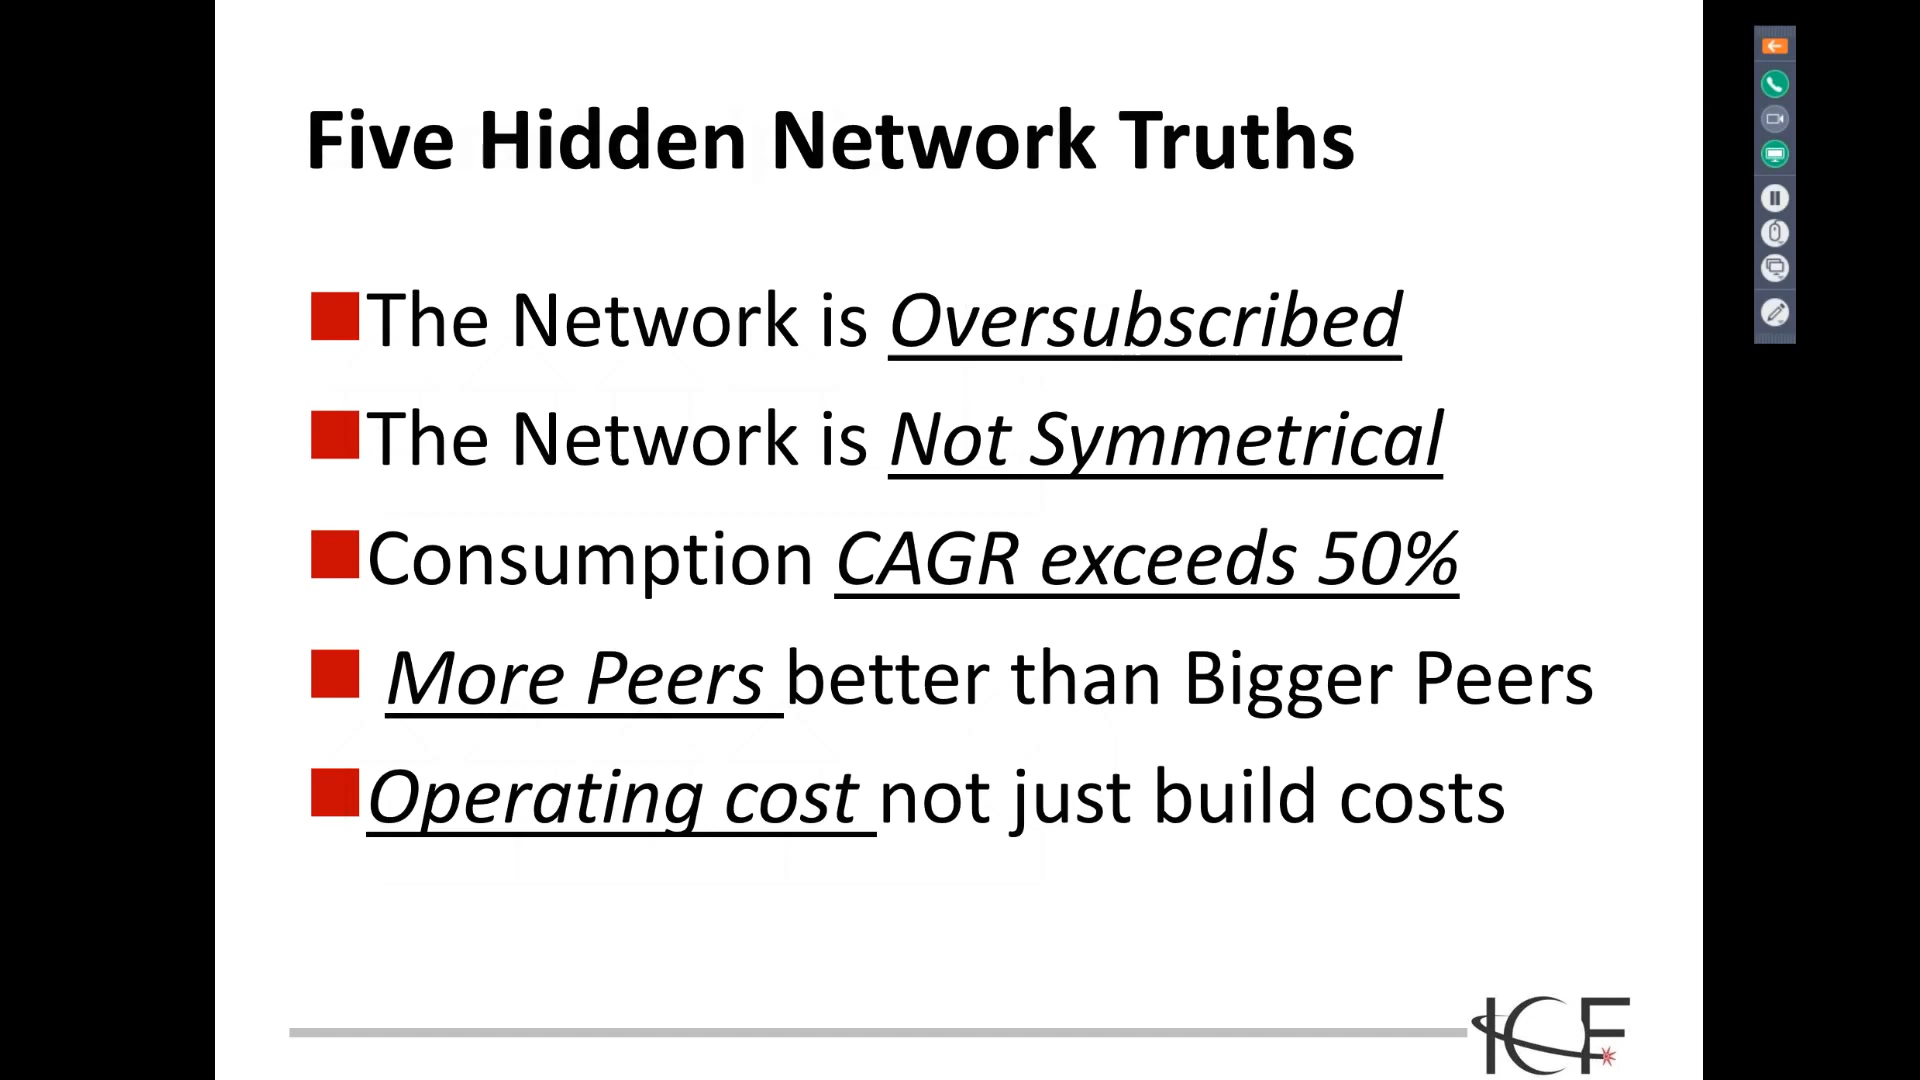 Five Hidden Network Truths
The Network is Oversubscribed
The Network is Not Symmetrical
Consumption CAGR exceeds 50%
More Peers better than Bigger Peers
Operating cost not just build costs
ICF